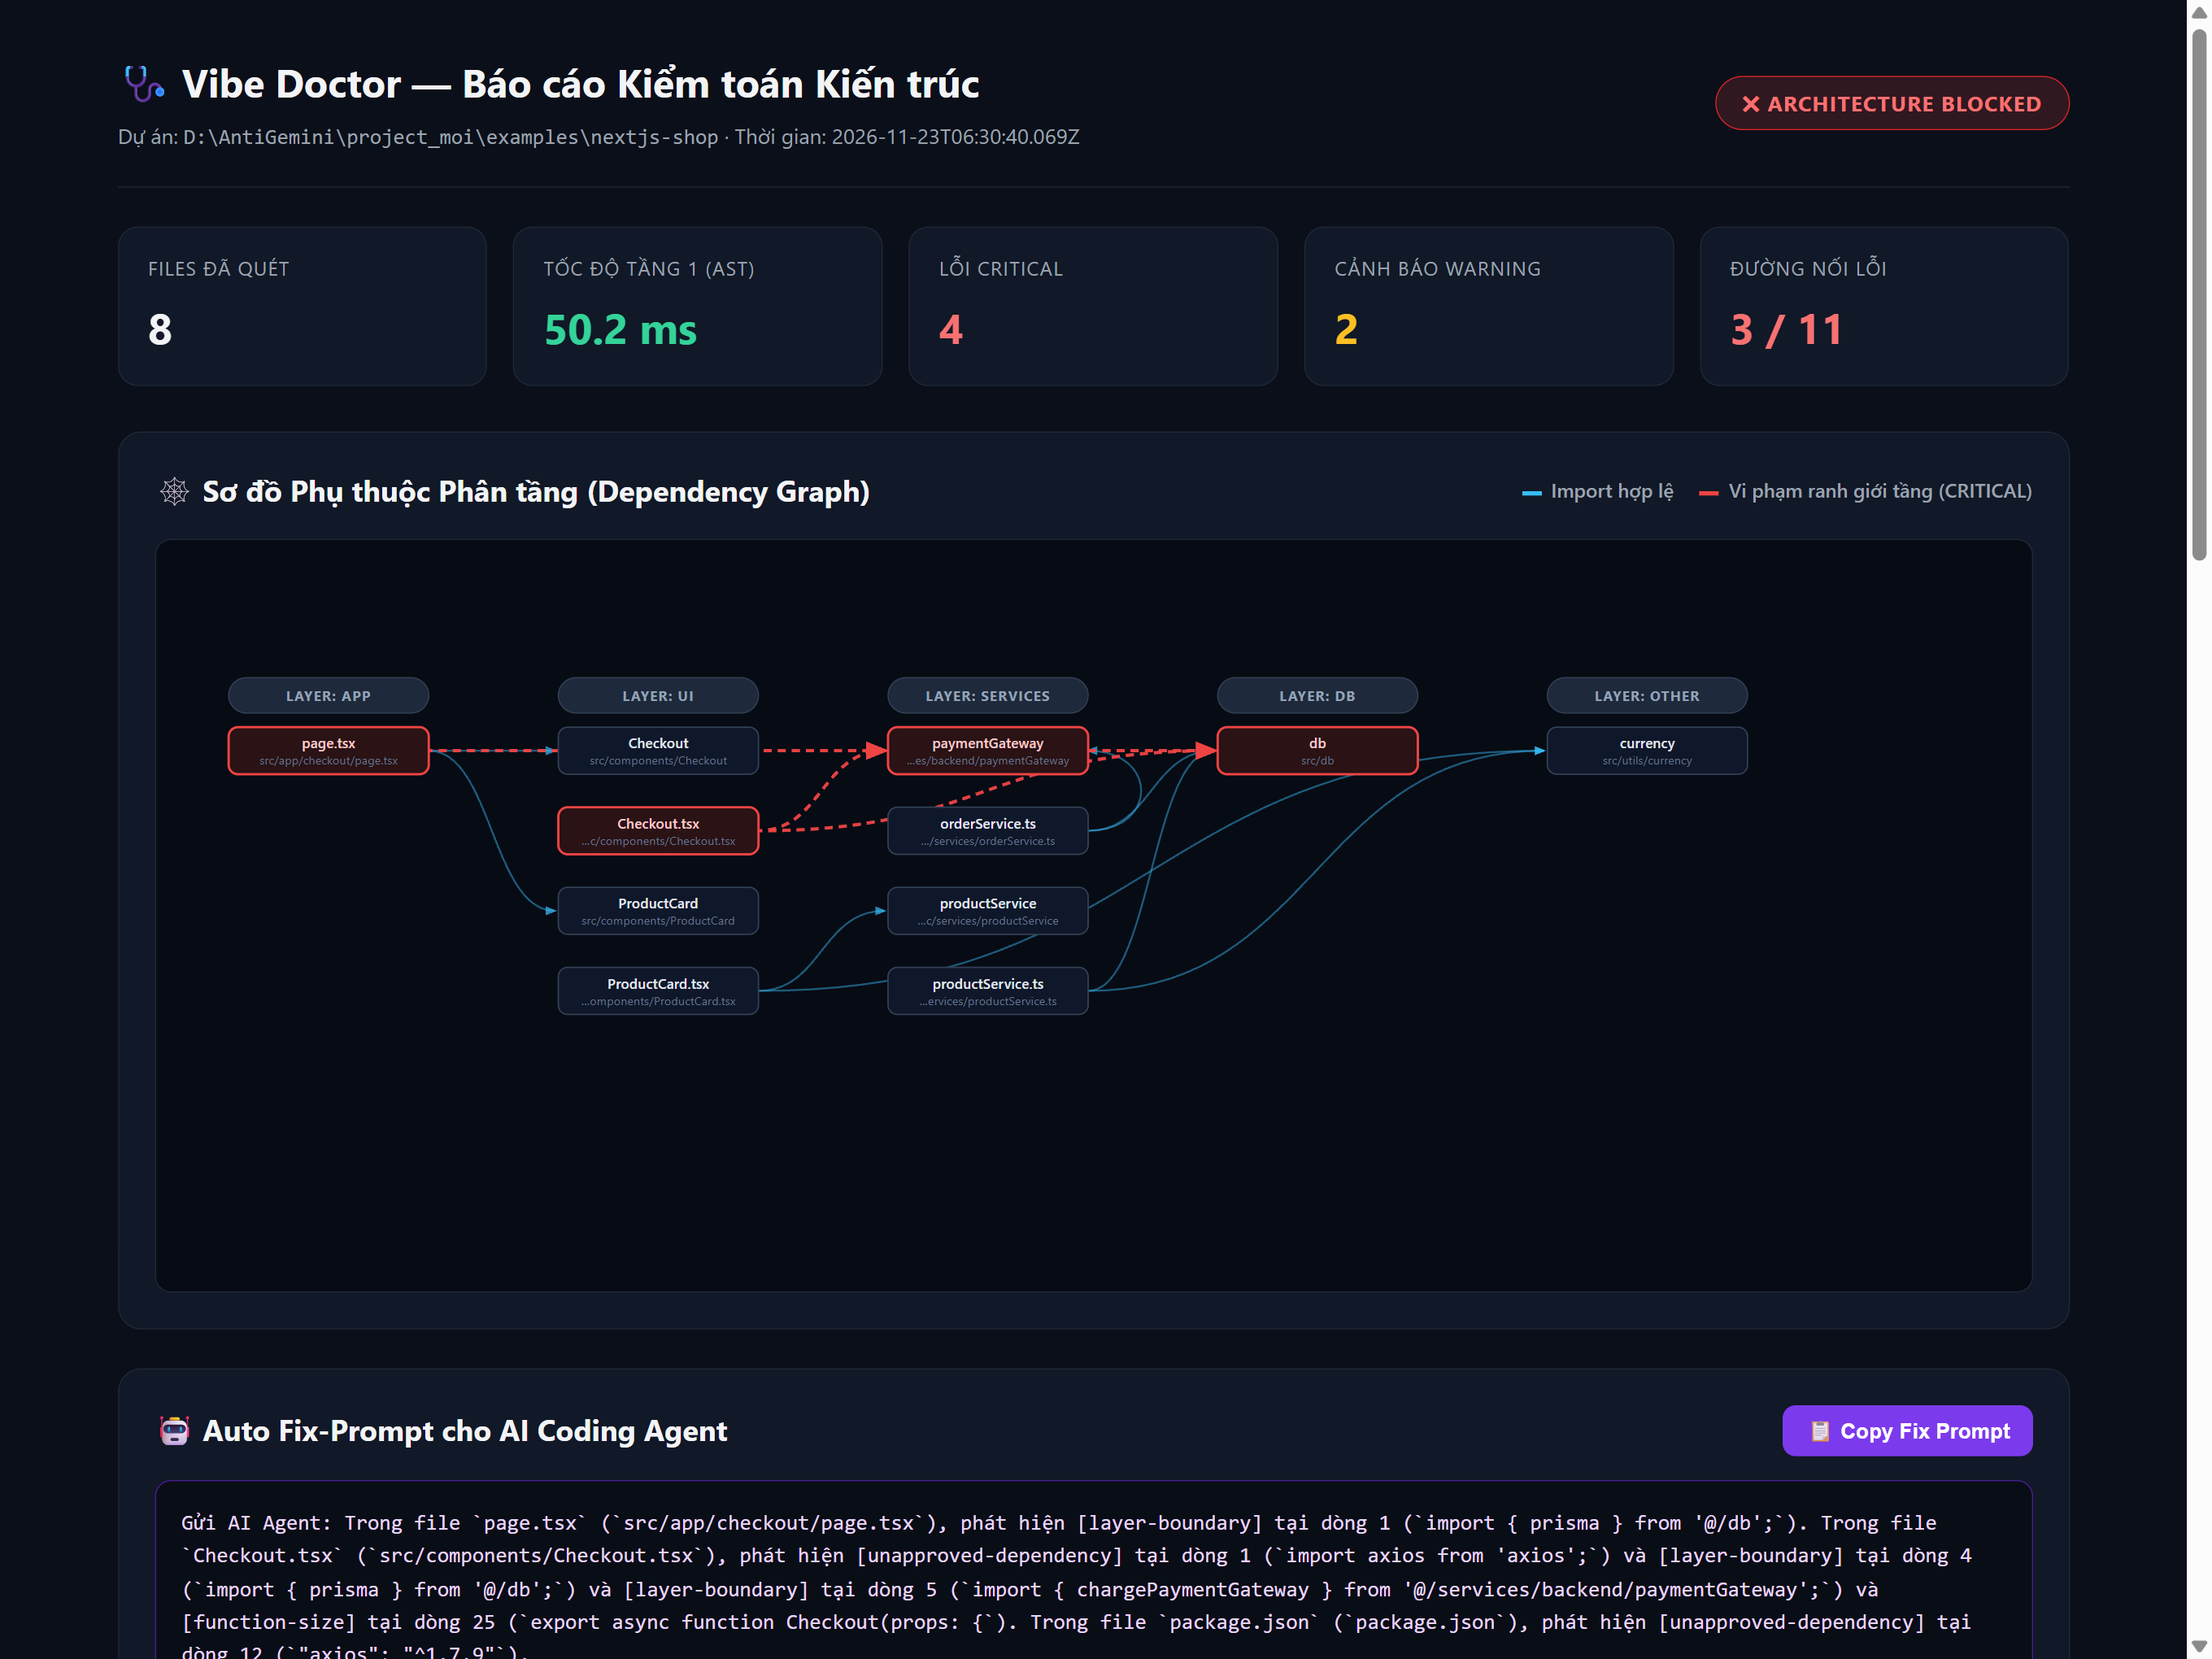 Vibe Doctor — Báo cáo Kiểm toán Kiến trúc
Dự án: D:\AntiGemini\project_moi\examples\nextjs-shop · Thời gian: 2026-11-23T06:30:40.069Z
ARCHITECTURE BLOCKED
FILES ĐÃ QUÉT
8
TỐC ĐỘ TẦNG 1 (AST)
50.2 ms
LỖI CRITICAL
4
CẢNH BÁO WARNING
2
ĐƯỜNG NỐI LỖI
3 / 11
Sơ đồ Phụ thuộc Phân tầng (Dependency Graph)
Import hợp lệ
Vi phạm ranh giới tầng (CRITICAL)
LAYER: APP
LAYER: UI
LAYER: SERVICES
LAYER: DB
LAYER: OTHER
page.tsx
src/app/checkout/page.tsx
Checkout
src/components/Checkout
paymentGateway
...es/backend/paymentGateway
db
src/db
currency
src/utils/currency
Checkout.tsx
...c/components/Checkout.tsx
orderService.ts
.../services/orderService.ts
ProductCard
src/components/ProductCard
productService
...c/services/productService
ProductCard.tsx
...omponents/ProductCard.tsx
productService.ts
...ervices/productService.ts
Auto Fix-Prompt cho AI Coding Agent
Copy Fix Prompt
Gửi AI Agent: Trong file `page.tsx` (`src/app/checkout/page.tsx`), phát hiện [layer-boundary] tại dòng 1 (`import { prisma } from '@/db';`). Trong file
`Checkout.tsx` (`src/components/Checkout.tsx`), phát hiện [unapproved-dependency] tại dòng 1 (`import axios from 'axios';`) và [layer-boundary] tại dòng 4
(`import { prisma } from '@/db';`) và [layer-boundary] tại dòng 5 (`import { chargePaymentGateway } from '@/services/backend/paymentGateway';`) và
[function-size] tại dòng 25 (`export async function Checkout(props: {`). Trong file `package.json` (`package.json`), phát hiện [unapproved-dependency] tại
dòng 12 (`"axios": "^1.7.9"`).